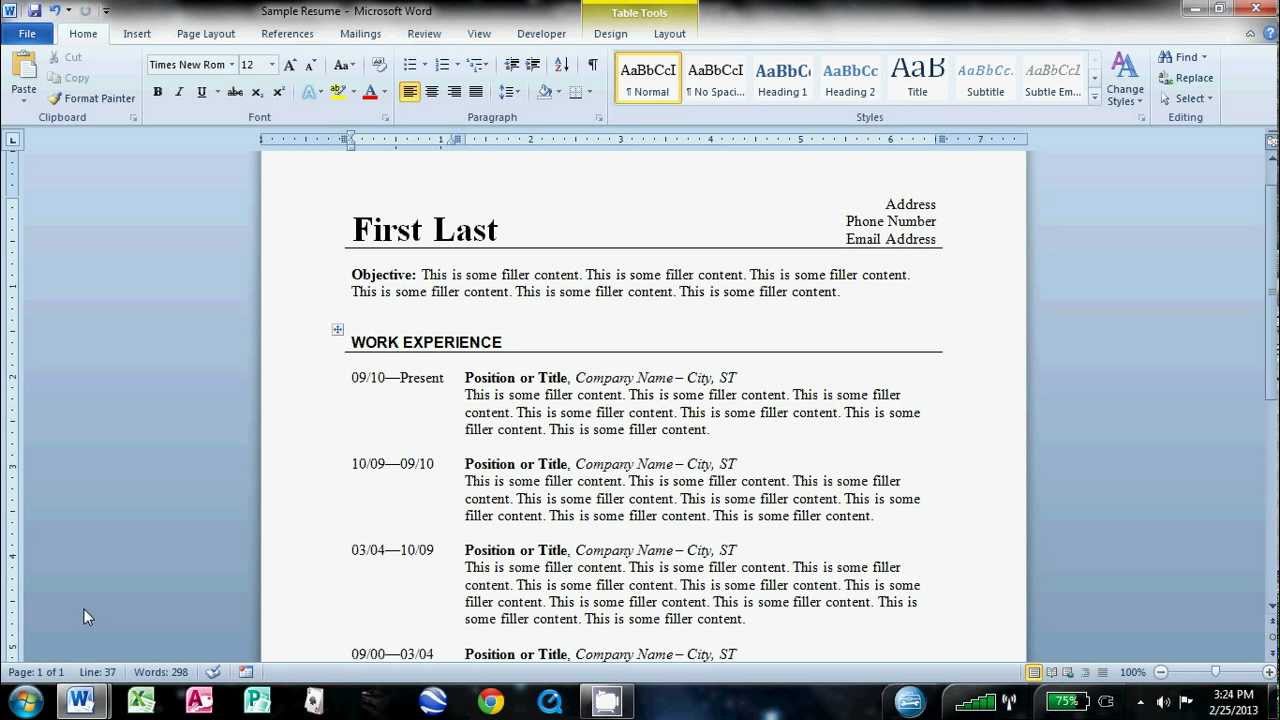 Sample Resume - Microsoft Word
Table Tools
File Home Insert Page Layout References Mailings Review View Developer Design Layout
Cut
Copy
Format Painter
Paste
Clipboard
Times New Rom 12
Aa
B I U abc x₂ x²
A
Font
Paragraph
AaBbCcI AaBbCcI AaBbCc AaBbCc AaB AaBbCc. AaBbCcI
¶ Normal ¶ No Spaci... Heading 1 Heading 2 Title Subtitle Subtle Em...
Change
Styles
Styles
Find
Replace
Select
Editing
1 2 3 4 5 6 7
First Last
Address
Phone Number
Email Address
Objective: This is some filler content. This is some filler content. This is some filler content.
This is some filler content. This is some filler content. This is some filler content.
WORK EXPERIENCE
09/10—Present Position or Title, Company Name – City, ST
This is some filler content. This is some filler content. This is some filler
content. This is some filler content. This is some filler content. This is some
filler content. This is some filler content.
10/09—09/10 Position or Title, Company Name – City, ST
This is some filler content. This is some filler content. This is some filler
content. This is some filler content. This is some filler content. This is some
filler content. This is some filler content. This is some filler content.
03/04—10/09 Position or Title, Company Name – City, ST
This is some filler content. This is some filler content. This is some filler
content. This is some filler content. This is some filler content. This is some
filler content. This is some filler content. This is some filler content. This is
some filler content. This is some filler content.
09/00—03/04 Position or Title, Company Name – City, ST
Page: 1 of 1 Line: 37 Words: 298
100%
75%
3:24 PM
2/25/2013